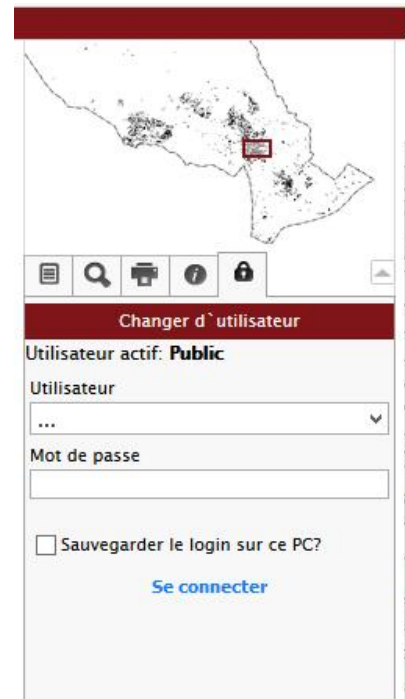 Changer d`utilisateur
Utilisateur actif: Public
Utilisateur
...
Mot de passe
Sauvegarder le login sur ce PC?
Se connecter